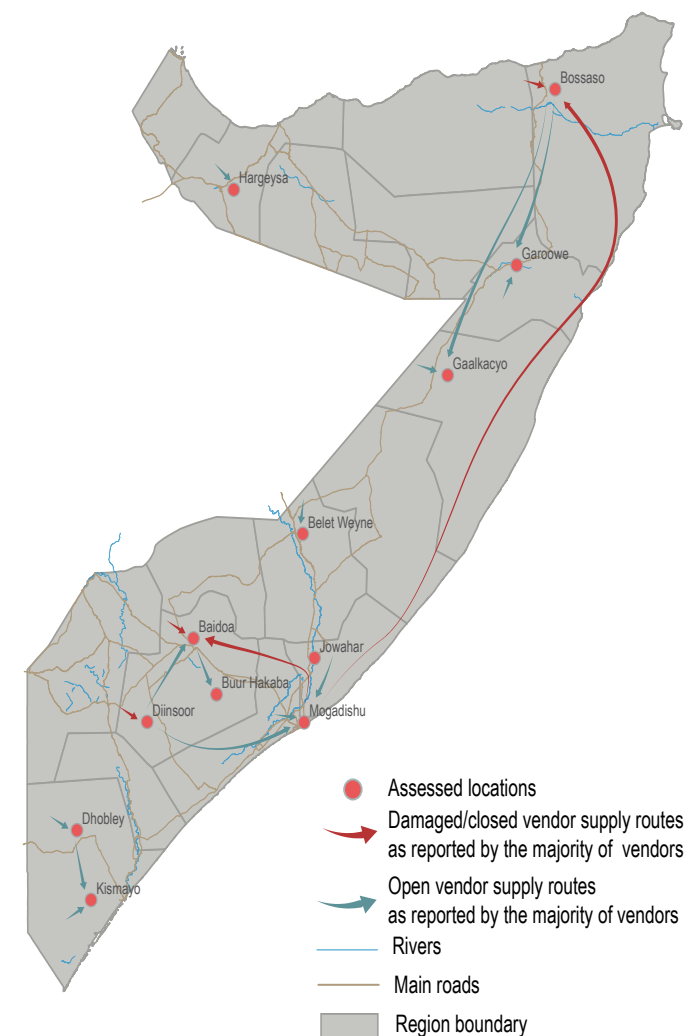 Bossaso
Hargeysa
Garoowe
Gaalkacyo
Belet Weyne
Baidoa
Jowahar
Buur Hakaba
Diinsoor
Mogadishu
Dhobley
Kismayo
Assessed locations
Damaged/closed vendor supply routes
as reported by the majority of vendors
Open vendor supply routes
as reported by the majority of vendors
Rivers
Main roads
Region boundary